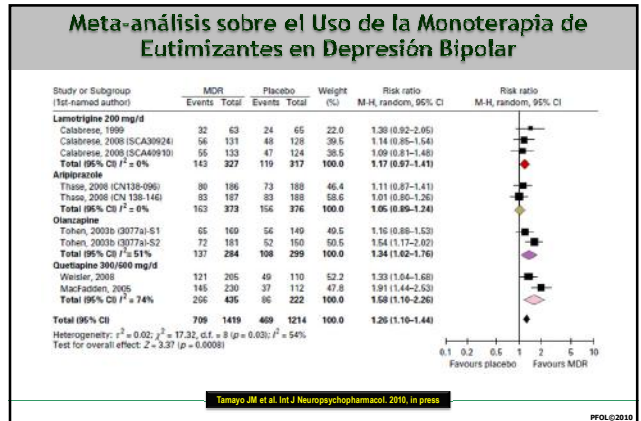 Meta-análisis sobre el Uso de la Monoterapia de
Eutimizantes en Depresión Bipolar
Study or Subgroup MDR Placebo Weight Risk ratio Risk ratio
(1st-named author) Events Total Events Total (%) M-H, random, 95% CI M-H, random, 95% CI
Lamotrigine 200 mg/d
Calabrese, 1999 32 63 24 65 22.0 1.38 (0.92–2.05)
Calabrese, 2008 (SCA30924) 56 131 48 128 39.5 1.14 (0.85–1.54)
Calabrese, 2008 (SCA40910) 55 133 47 124 38.5 1.09 (0.81–1.48)
Total (95% CI) I² = 0% 143 327 119 317 100.0 1.17 (0.97–1.41)
Aripiprazole
Thase, 2008 (CN138-096) 80 186 73 188 46.4 1.11 (0.87–1.41)
Thase, 2008 (CN 138-146) 83 187 83 188 58.6 1.01 (0.80–1.26)
Total (95% CI) I² = 0% 163 373 156 376 100.0 1.05 (0.89–1.24)
Olanzapine
Tohen, 2003b (3077a)-S1 65 169 56 149 49.5 1.16 (0.88–1.53)
Tohen, 2003b (3077a)-S2 72 181 52 150 50.5 1.54 (1.17–2.02)
Total (95% CI) I² = 51% 137 284 108 299 100.0 1.34 (1.02–1.76)
Quetiapine 300/600 mg/d
Weisler, 2008 121 205 49 110 52.2 1.33 (1.04–1.68)
MacFadden, 2005 145 230 37 112 47.8 1.91 (1.44–2.53)
Total (95% CI) I² = 74% 266 435 86 222 100.0 1.58 (1.10–2.26)
Total (95% CI) 709 1419 469 1214 100.0 1.26 (1.10–1.44)
Heterogeneity: τ² = 0.02; χ² = 17.32, d.f. = 8 (p = 0.03); I² = 54%
Test for overall effect: Z = 3.37 (p = 0.0008)
0.1 0.2 0.5 1 2 5 10
Favours placebo Favours MDR
Tamayo JM et al. Int J Neuropsychopharmacol. 2010, in press
PFOL©2010